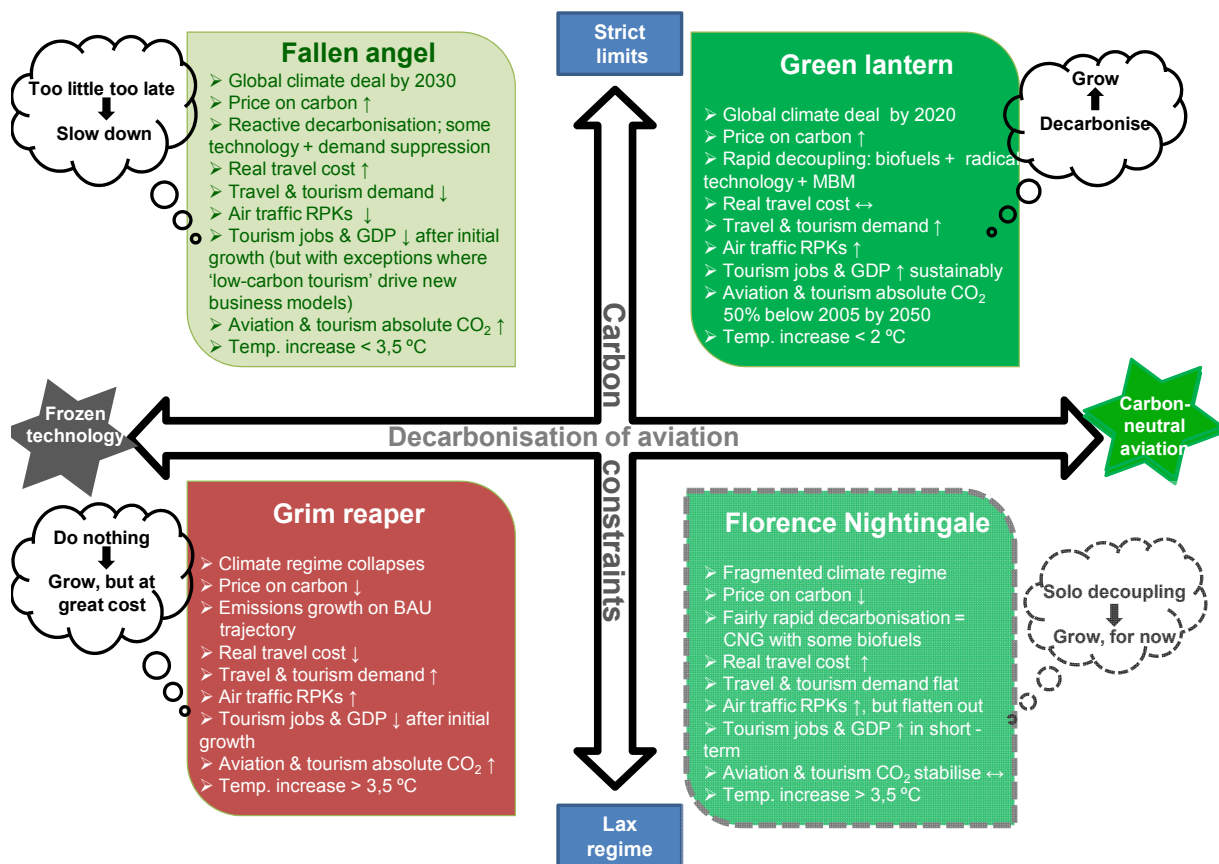 Strict
limits
Fallen angel
➢ Global climate deal by 2030
➢ Price on carbon ↑
➢ Reactive decarbonisation; some
technology + demand suppression
➢ Real travel cost ↑
➢ Travel & tourism demand ↓
➢ Air traffic RPKs ↓
➢ Tourism jobs & GDP ↓ after initial
growth (but with exceptions where
‘low-carbon tourism’ drive new
business models)
➢ Aviation & tourism absolute CO₂ ↑
➢ Temp. increase < 3,5 ºC
Too little too late
Slow down
Green lantern
➢ Global climate deal by 2020
➢ Price on carbon ↑
➢ Rapid decoupling: biofuels + radical
technology + MBM
➢ Real travel cost ↔
➢ Travel & tourism demand ↑
➢ Air traffic RPKs ↑
➢ Tourism jobs & GDP ↑ sustainably
➢ Aviation & tourism absolute CO₂
50% below 2005 by 2050
➢ Temp. increase < 2 ºC
Grow
Decarbonise
Carbon
constraints
Frozen
technology
Decarbonisation of aviation
Carbon-
neutral
aviation
Grim reaper
➢ Climate regime collapses
➢ Price on carbon ↓
➢ Emissions growth on BAU
trajectory
➢ Real travel cost ↓
➢ Travel & tourism demand ↑
➢ Air traffic RPKs ↑
➢ Tourism jobs & GDP ↓ after initial
growth
➢ Aviation & tourism absolute CO₂ ↑
➢ Temp. increase > 3,5 ºC
Do nothing
Grow, but at
great cost
Florence Nightingale
➢ Fragmented climate regime
➢ Price on carbon ↓
➢ Fairly rapid decarbonisation =
CNG with some biofuels
➢ Real travel cost ↑
➢ Travel & tourism demand flat
➢ Air traffic RPKs ↑, but flatten out
➢ Tourism jobs & GDP ↑ in short -
term
➢ Aviation & tourism CO₂ stabilise ↔
➢ Temp. increase > 3,5 ºC
Solo decoupling
Grow, for now
Lax
regime